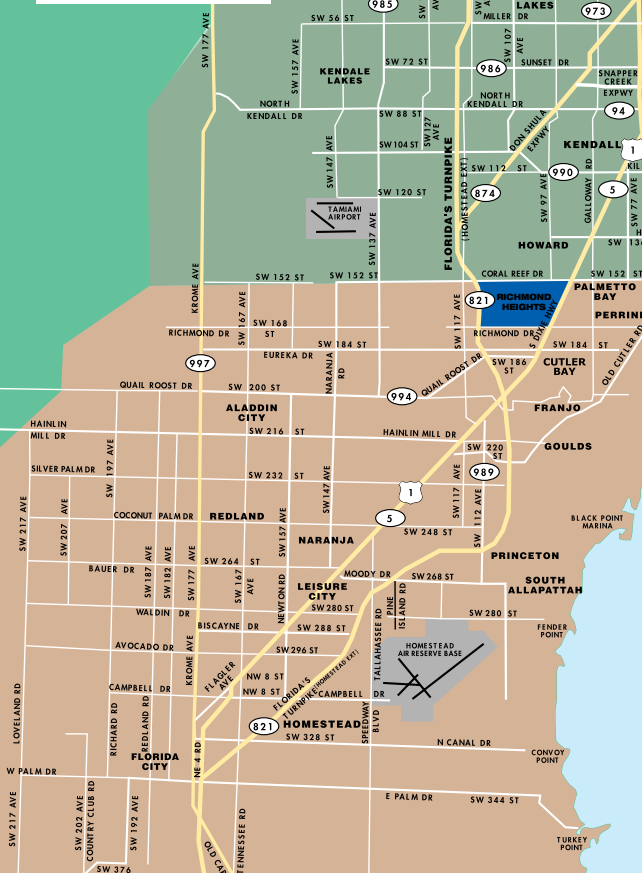 985
SW
SW
LAKES
973
SW 177 AVE
SW 56 ST
MILLER DR
SW 157 AVE
SW 107 AVE
KENDALE
LAKES
SW 72 ST
986
SUNSET DR
SNAPPER
CREEK
EXPWY
NORTH
KENDALL DR
SW 88 ST
NORTH
KENDALL DR
94
SW 127
AVE
DON SHULA
EXPWY
SW 147 AVE
SW 104 ST
KENDALL
1
SW 112 ST
990
KIL
874
5
SW 120 ST
SW 97 AVE
GALLOWAY RD
SW 77 AVE
TAMIAMI
AIRPORT
SW 137 AVE
FLORIDA'S TURNPIKE
(HOMESTEAD EXT)
HOWARD
H
SW 136
KROME AVE
SW 152 ST
SW 152 ST
CORAL REEF DR
SW 152 ST
SW 167 AVE
SW 117 AVE
821
RICHMOND
HEIGHTS
S DIXIE HWY
PALMETTO
BAY
PERRINE
RICHMOND DR
SW 168
ST
RICHMOND DR
SW 184 ST
SW 184 ST
EUREKA DR
NARANJA
RD
997
SW 186
ST
CUTLER
BAY
OLD CUTLER RD
QUAIL ROOST DR
SW 200 ST
994
QUAIL ROOST DR
ALADDIN
CITY
FRANJO
HAINLIN
MILL DR
SW 216 ST
HAINLIN MILL DR
SW 220
ST
GOULDS
SW 197 AVE
SILVER PALM DR
SW 232 ST
SW 147 AVE
SW 117 AVE
989
1
SW 217 AVE
SW 207 AVE
COCONUT PALM DR
REDLAND
SW 157 AVE
5
SW 112 AVE
SW 248 ST
BLACK POINT
MARINA
NARANJA
PRINCETON
BAUER DR
SW 187 AVE
SW 182 AVE
SW 177 AVE
SW 264 ST
SW 167
AVE
MOODY DR
SW 268 ST
NEWTON RD
LEISURE
CITY
PINE
ISLAND RD
SOUTH
ALLAPATTAH
WALDIN DR
SW 280 ST
SW 280 ST
BISCAYNE DR
SW 288 ST
TALLAHASSEE RD
FENDER
POINT
AVOCADO DR
SW 296 ST
HOMESTEAD
AIR RESERVE BASE
KROME AVE
FLAGLER
AVE
NW 8 ST
FLORIDA'S
TURNPIKE (HOMESTEAD EXT)
CAMPBELL DR
NW 8 ST
CAMPBELL DR
LOVELAND RD
RICHARD RD
REDLAND RD
821
HOMESTEAD
SPEEDWAY
BLVD
SW 328 ST
N CANAL DR
CONVOY
POINT
FLORIDA
CITY
NE 4 RD
W PALM DR
SW 217 AVE
SW 202 AVE
COUNTRY CLUB RD
SW 192 AVE
E PALM DR
SW 344 ST
TENNESSEE RD
TURKEY
POINT
SW 376